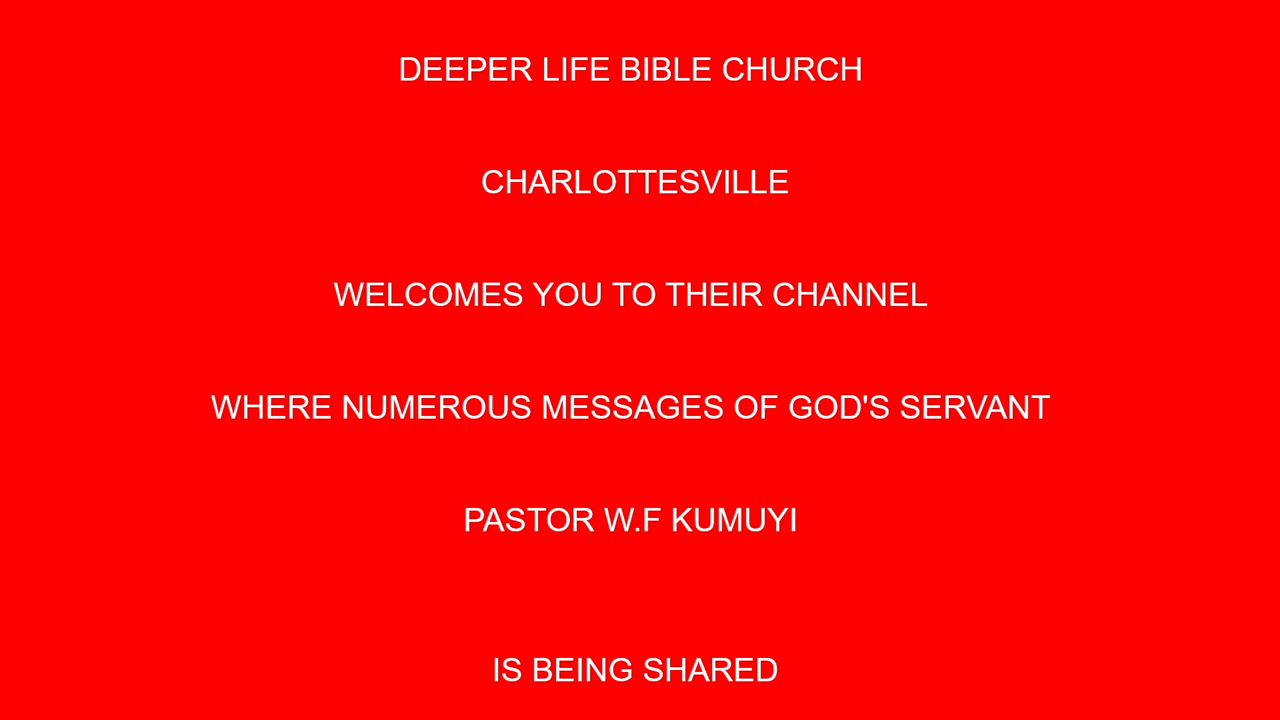 DEEPER LIFE BIBLE CHURCH
CHARLOTTESVILLE
WELCOMES YOU TO THEIR CHANNEL
WHERE NUMEROUS MESSAGES OF GOD'S SERVANT
PASTOR W.F KUMUYI
IS BEING SHARED